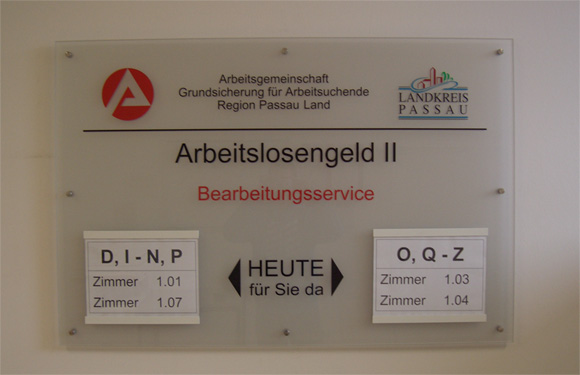 Arbeitsgemeinschaft
Grundsicherung für Arbeitsuchende
Region Passau Land
LANDKREIS
PASSAU
Arbeitslosengeld II
Bearbeitungsservice
D, I - N, P
Zimmer 1.01
Zimmer 1.07
HEUTE
für Sie da
O, Q - Z
Zimmer 1.03
Zimmer 1.04